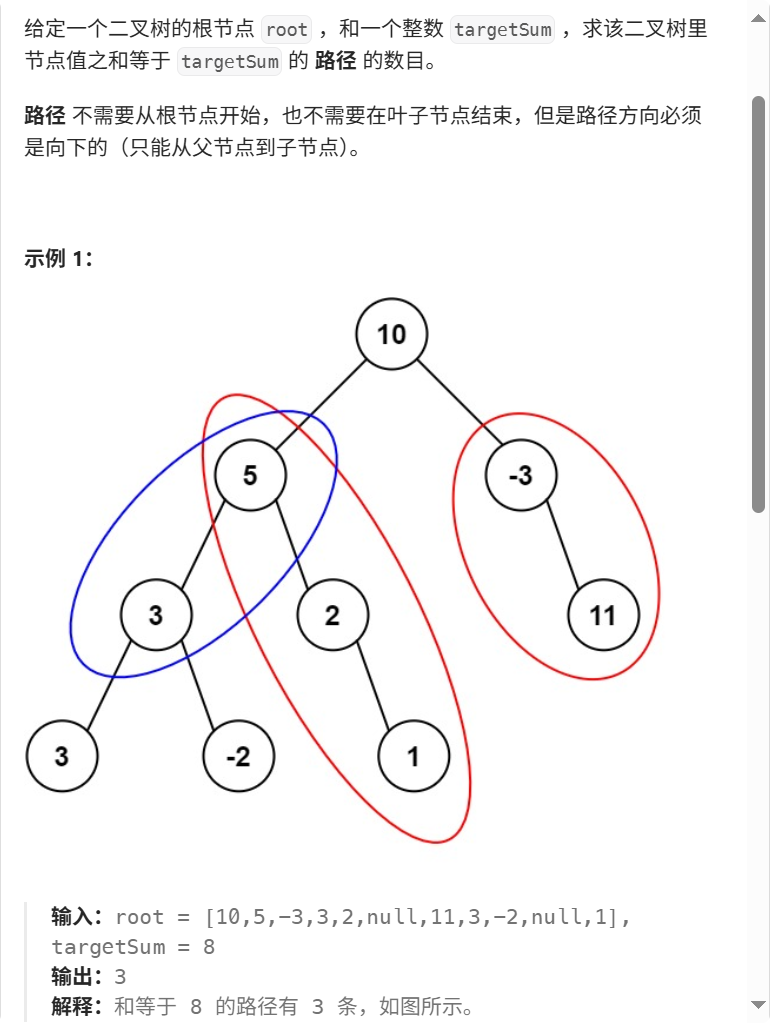 给定一个二叉树的根节点 root ，和一个整数 targetSum ，求该二叉树里
节点值之和等于 targetSum 的 路径 的数目。
路径 不需要从根节点开始，也不需要在叶子节点结束，但是路径方向必须
是向下的（只能从父节点到子节点）。
示例 1：
10
5
-3
3
2
11
3
-2
1
输入：root = [10,5,-3,3,2,null,11,3,-2,null,1],
targetSum = 8
输出：3
解释：和等于 8 的路径有 3 条，如图所示。